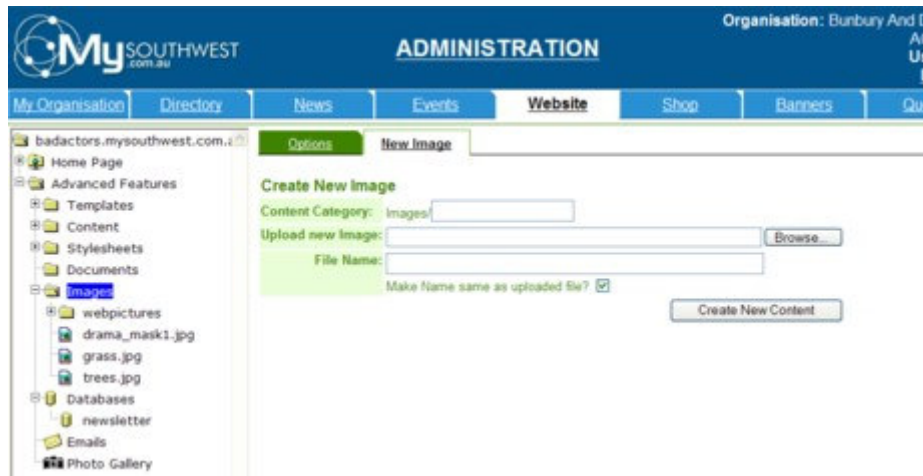 Organisation: Bunbury And
My SOUTHWEST
.com.au
ADMINISTRATION
My Organisation Directory News Events Website Shop Banners
badactors.mysouthwest.com.
Options New Image
Home Page
Advanced Features
Create New Image
Templates
Content Category: Images/
Content
Upload new Image: Browse...
Stylesheets
File Name:
Documents
Make Name same as uploaded file?
Images
Create New Content
webpictures
drama_mask1.jpg
grass.jpg
trees.jpg
Databases
newsletter
Emails
Photo Gallery